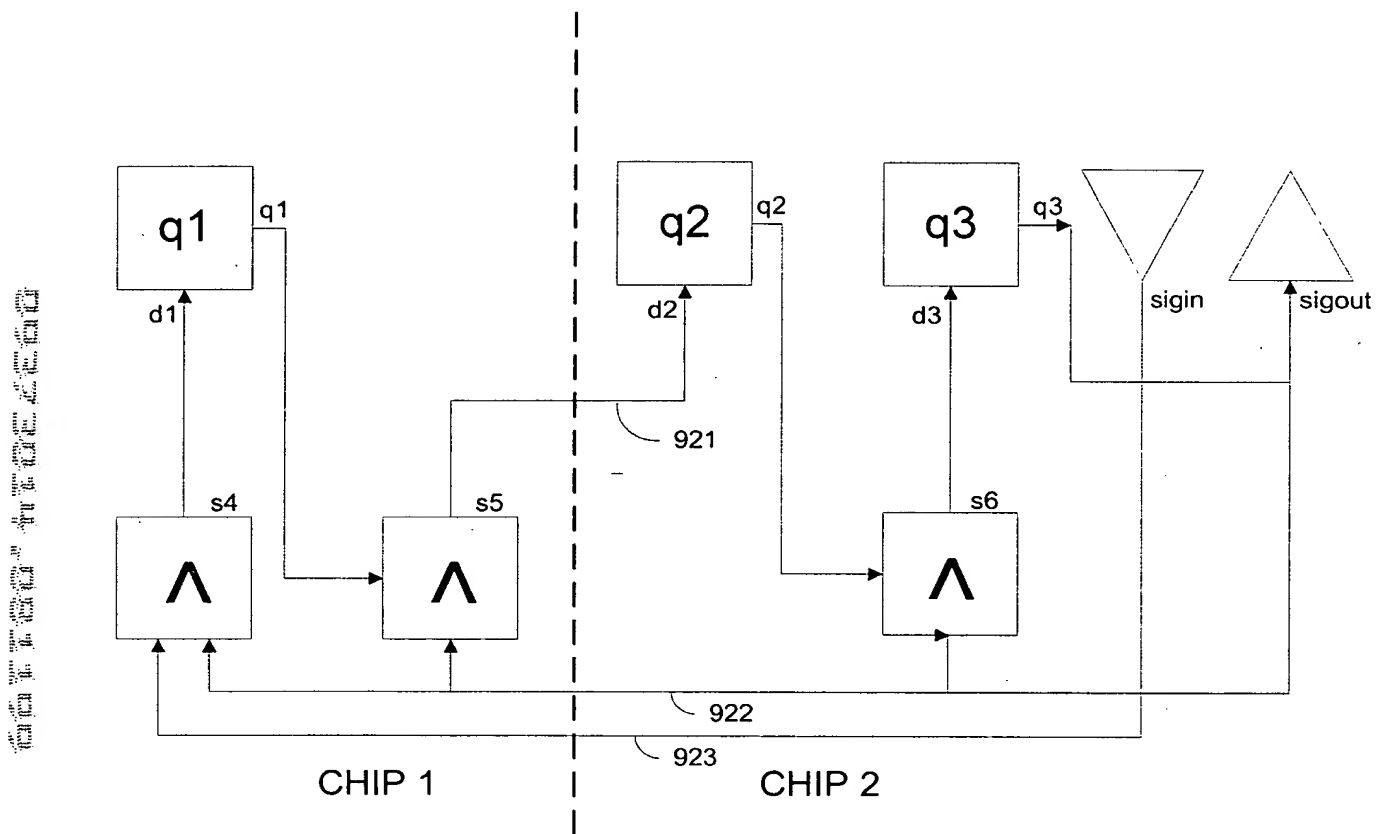 q1
q1
d1
q2
q2
d2
q3
q3
d3
sigin
sigout
921
s4
s5
s6
Λ
Λ
Λ
922
923
CHIP 1
CHIP 2